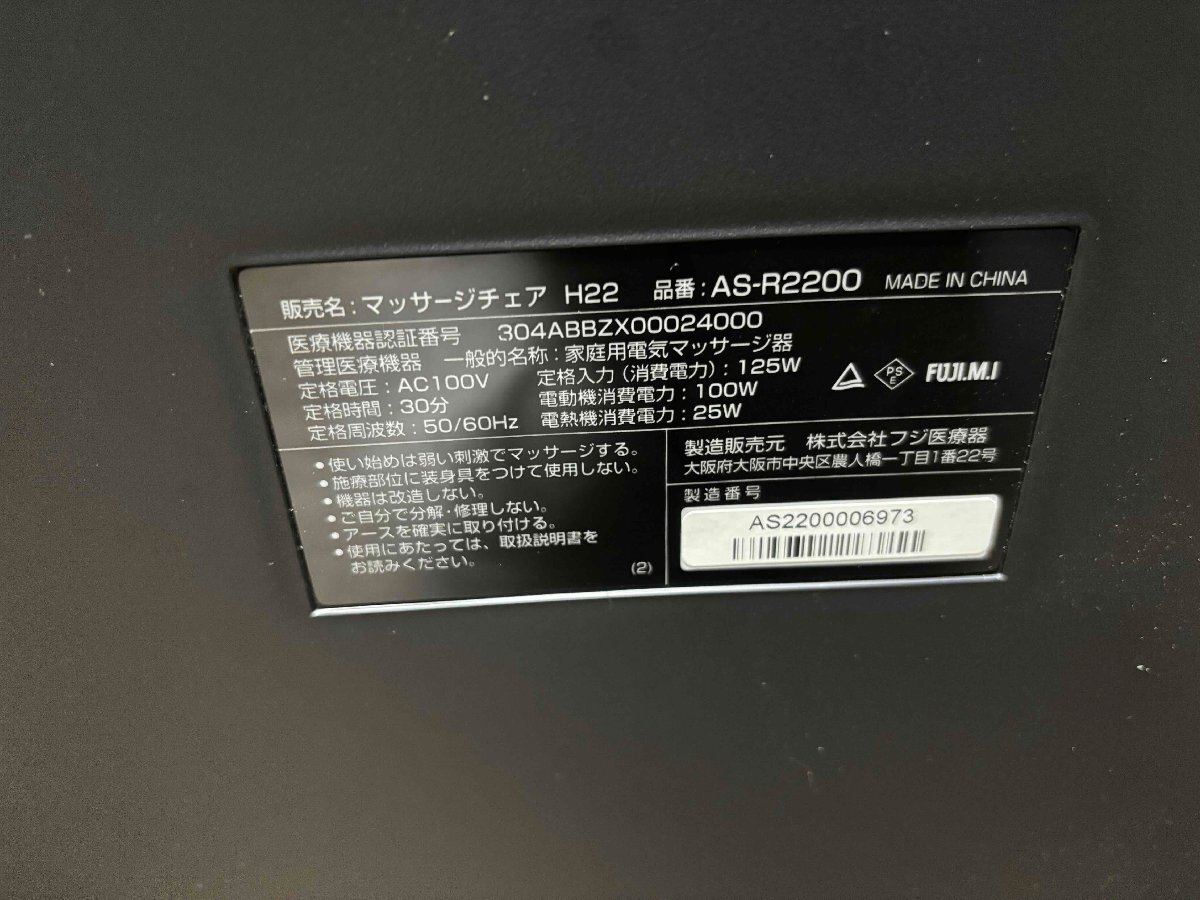 販売名:マッサージチェア H22 品番:AS-R2200 MADE IN CHINA
医療機器認証番号 304ABBZX00024000
管理医療機器 一般的名称:家庭用電気マッサージ器
定格電圧:AC100V 定格入力(消費電力):125W
定格時間:30分 電動機消費電力:100W
定格周波数:50/60Hz 電熱機消費電力:25W
PS
E
FUJI.M.I
●使い始めは弱い刺激でマッサージする。
●施療部位に装身具をつけて使用しない。
●機器は改造しない。
●ご自分で分解・修理しない。
●アースを確実に取り付ける。
●使用にあたっては、取扱説明書を
お読みください。
(2)
製造販売元 株式会社フジ医療器
大阪府大阪市中央区農人橋一丁目1番22号
製造番号
AS2200006973